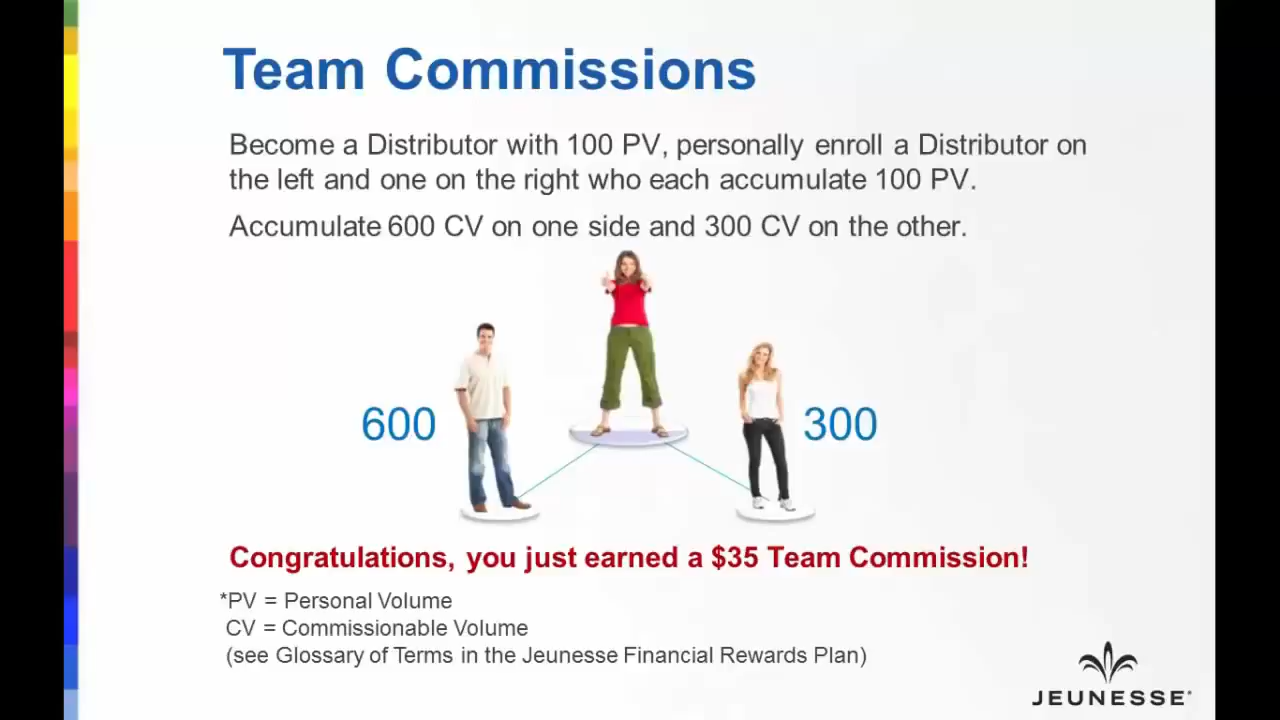 Team Commissions
Become a Distributor with 100 PV, personally enroll a Distributor on
the left and one on the right who each accumulate 100 PV.
Accumulate 600 CV on one side and 300 CV on the other.
600
300
Congratulations, you just earned a $35 Team Commission!
*PV = Personal Volume
CV = Commissionable Volume
(see Glossary of Terms in the Jeunesse Financial Rewards Plan)
JEUNESSE